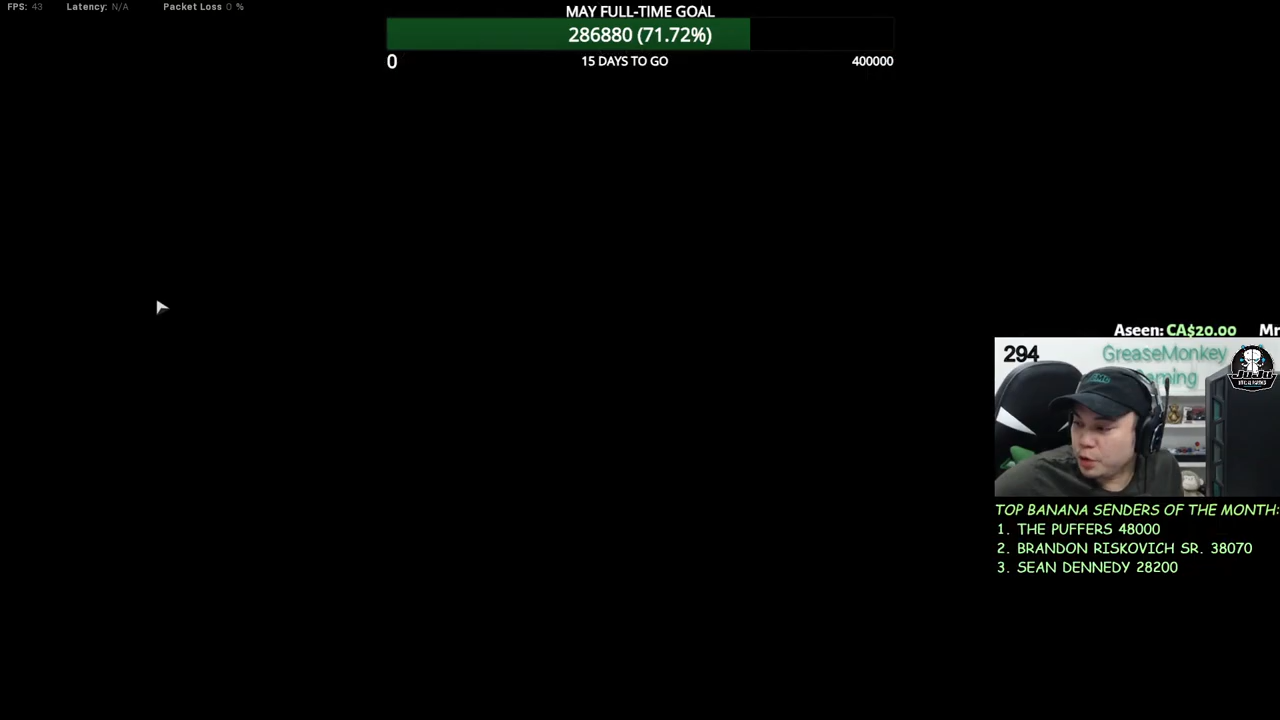 FPS: 43 Latency: N/A Packet Loss 0 %
MAY FULL-TIME GOAL
286880 (71.72%)
0 15 DAYS TO GO 400000
Aseen: CA$20.00 Mr
294
GreaseMonkey
Gaming
TOP BANANA SENDERS OF THE MONTH:
1. THE PUFFERS 48000
2. BRANDON RISKOVICH SR. 38070
3. SEAN DENNEDY 28200